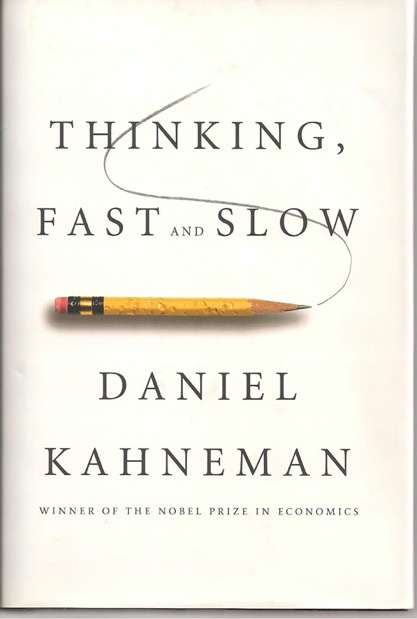 THINKING,
FAST AND SLOW
DANIEL
KAHNEMAN
WINNER OF THE NOBEL PRIZE IN ECONOMICS